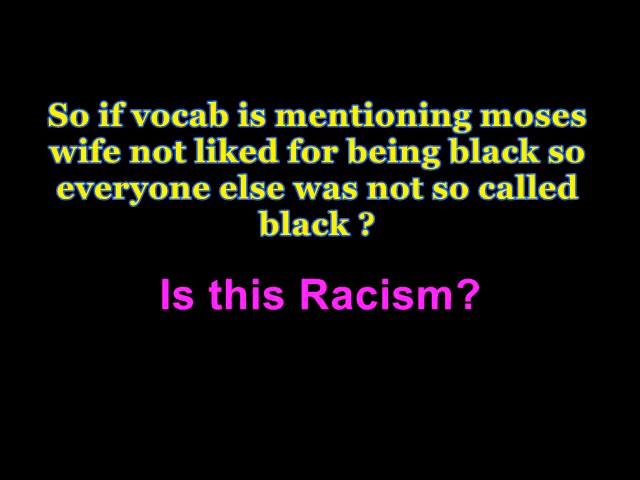 So if vocab is mentioning moses
wife not liked for being black so
everyone else was not so called
black ?
Is this Racism?